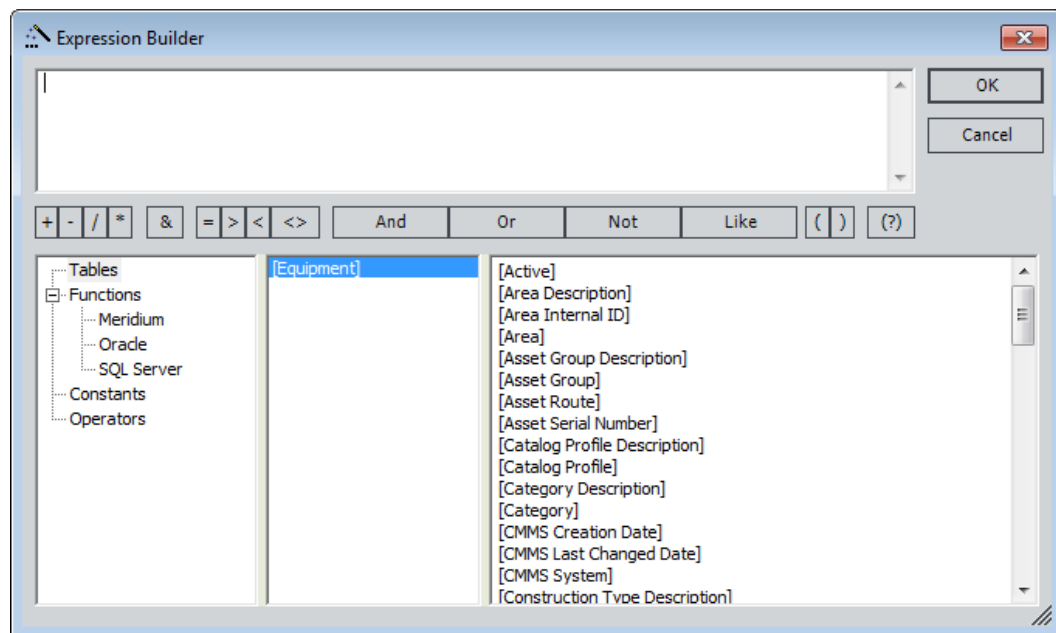 Expression Builder
OK
Cancel
+ - / * & = > < <> And Or Not Like ( ) (?)
Tables
Functions
Meridium
Oracle
SQL Server
Constants
Operators
[Equipment]
[Active]
[Area Description]
[Area Internal ID]
[Area]
[Asset Group Description]
[Asset Group]
[Asset Route]
[Asset Serial Number]
[Catalog Profile Description]
[Catalog Profile]
[Category Description]
[Category]
[CMMS Creation Date]
[CMMS Last Changed Date]
[CMMS System]
[Construction Type Description]